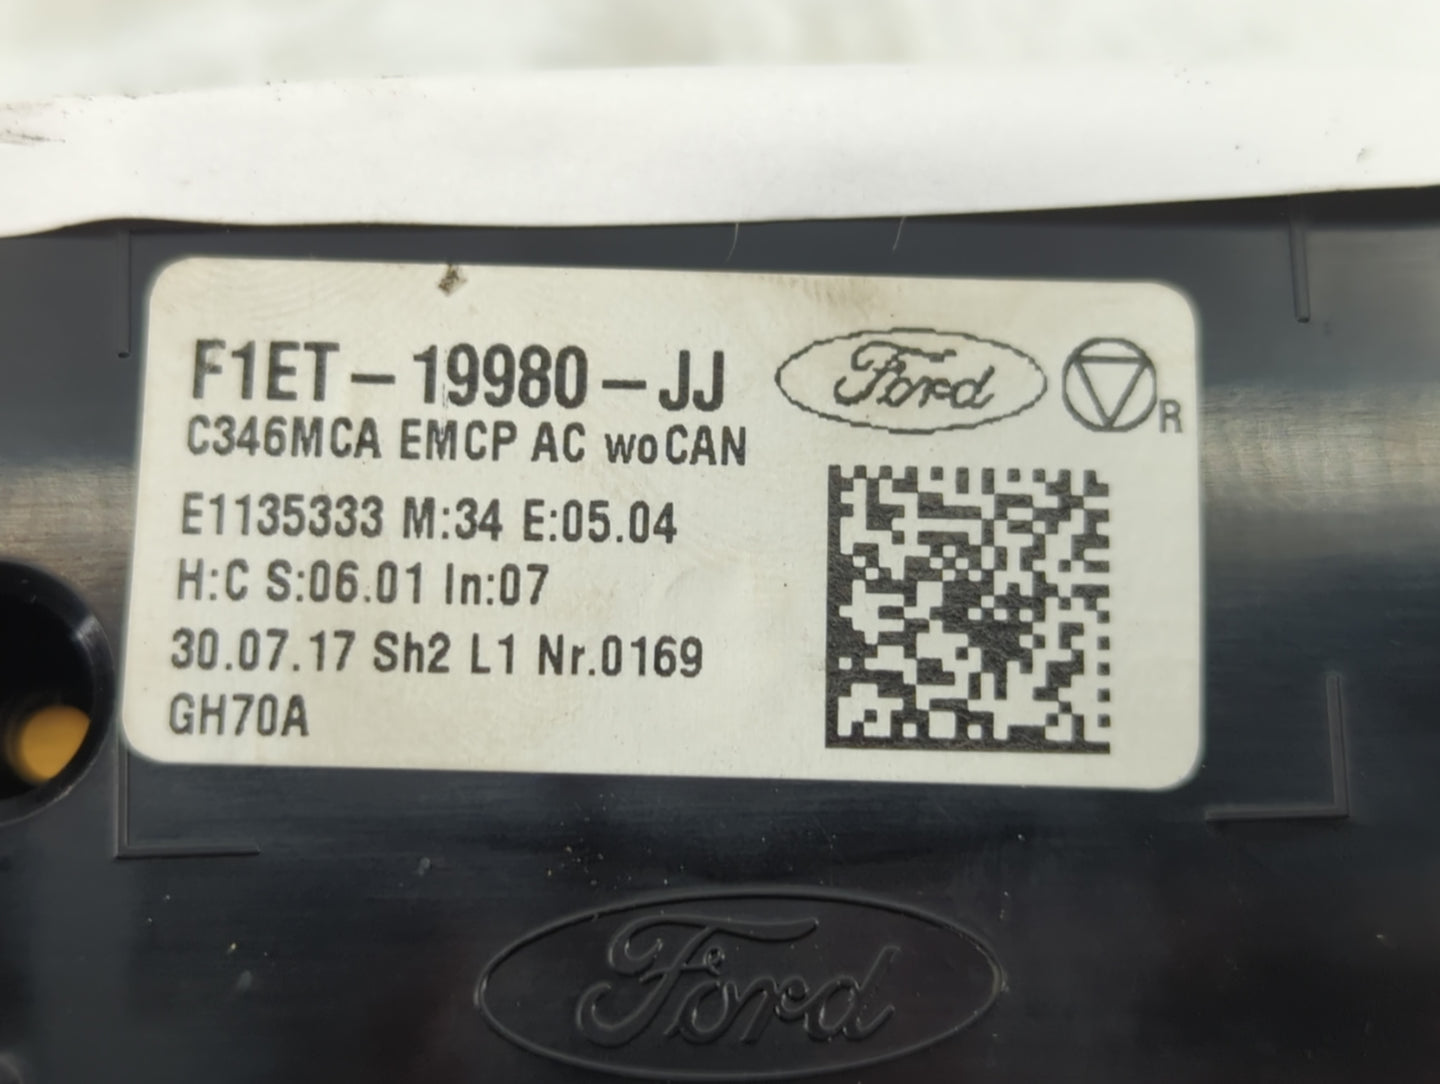 F1ET-19980-JJ
Ford
R
C346MCA EMCP AC woCAN
E1135333 M:34 E:05.04
H:C S:06.01 In:07
30.07.17 Sh2 L1 Nr.0169
GH70A
Ford